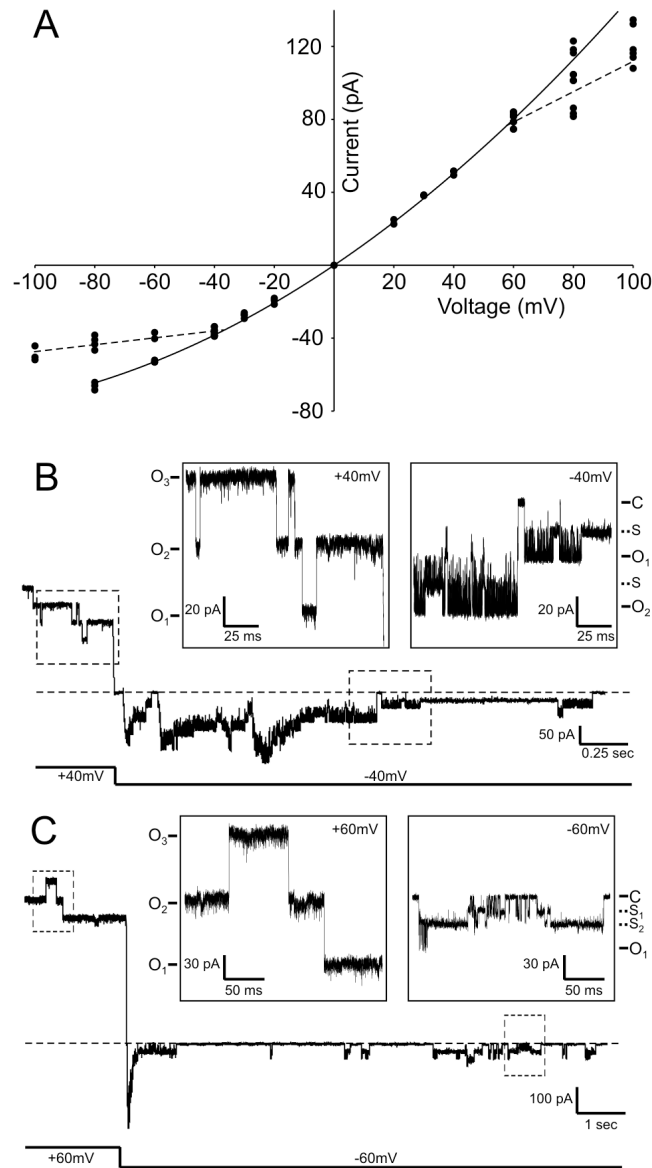 A
Current (pA)
120
80
40
-100 -80 -60 -40 -20
20 40 60 80 100
Voltage (mV)
-40
-80
B
+40mV
O3
O2
O1
20 pA
25 ms
-40mV
C
S
O1
S
O2
20 pA
25 ms
50 pA
0.25 sec
+40mV
-40mV
C
+60mV
O3
O2
O1
30 pA
50 ms
-60mV
C
S1
S2
O1
30 pA
50 ms
100 pA
1 sec
+60mV
-60mV